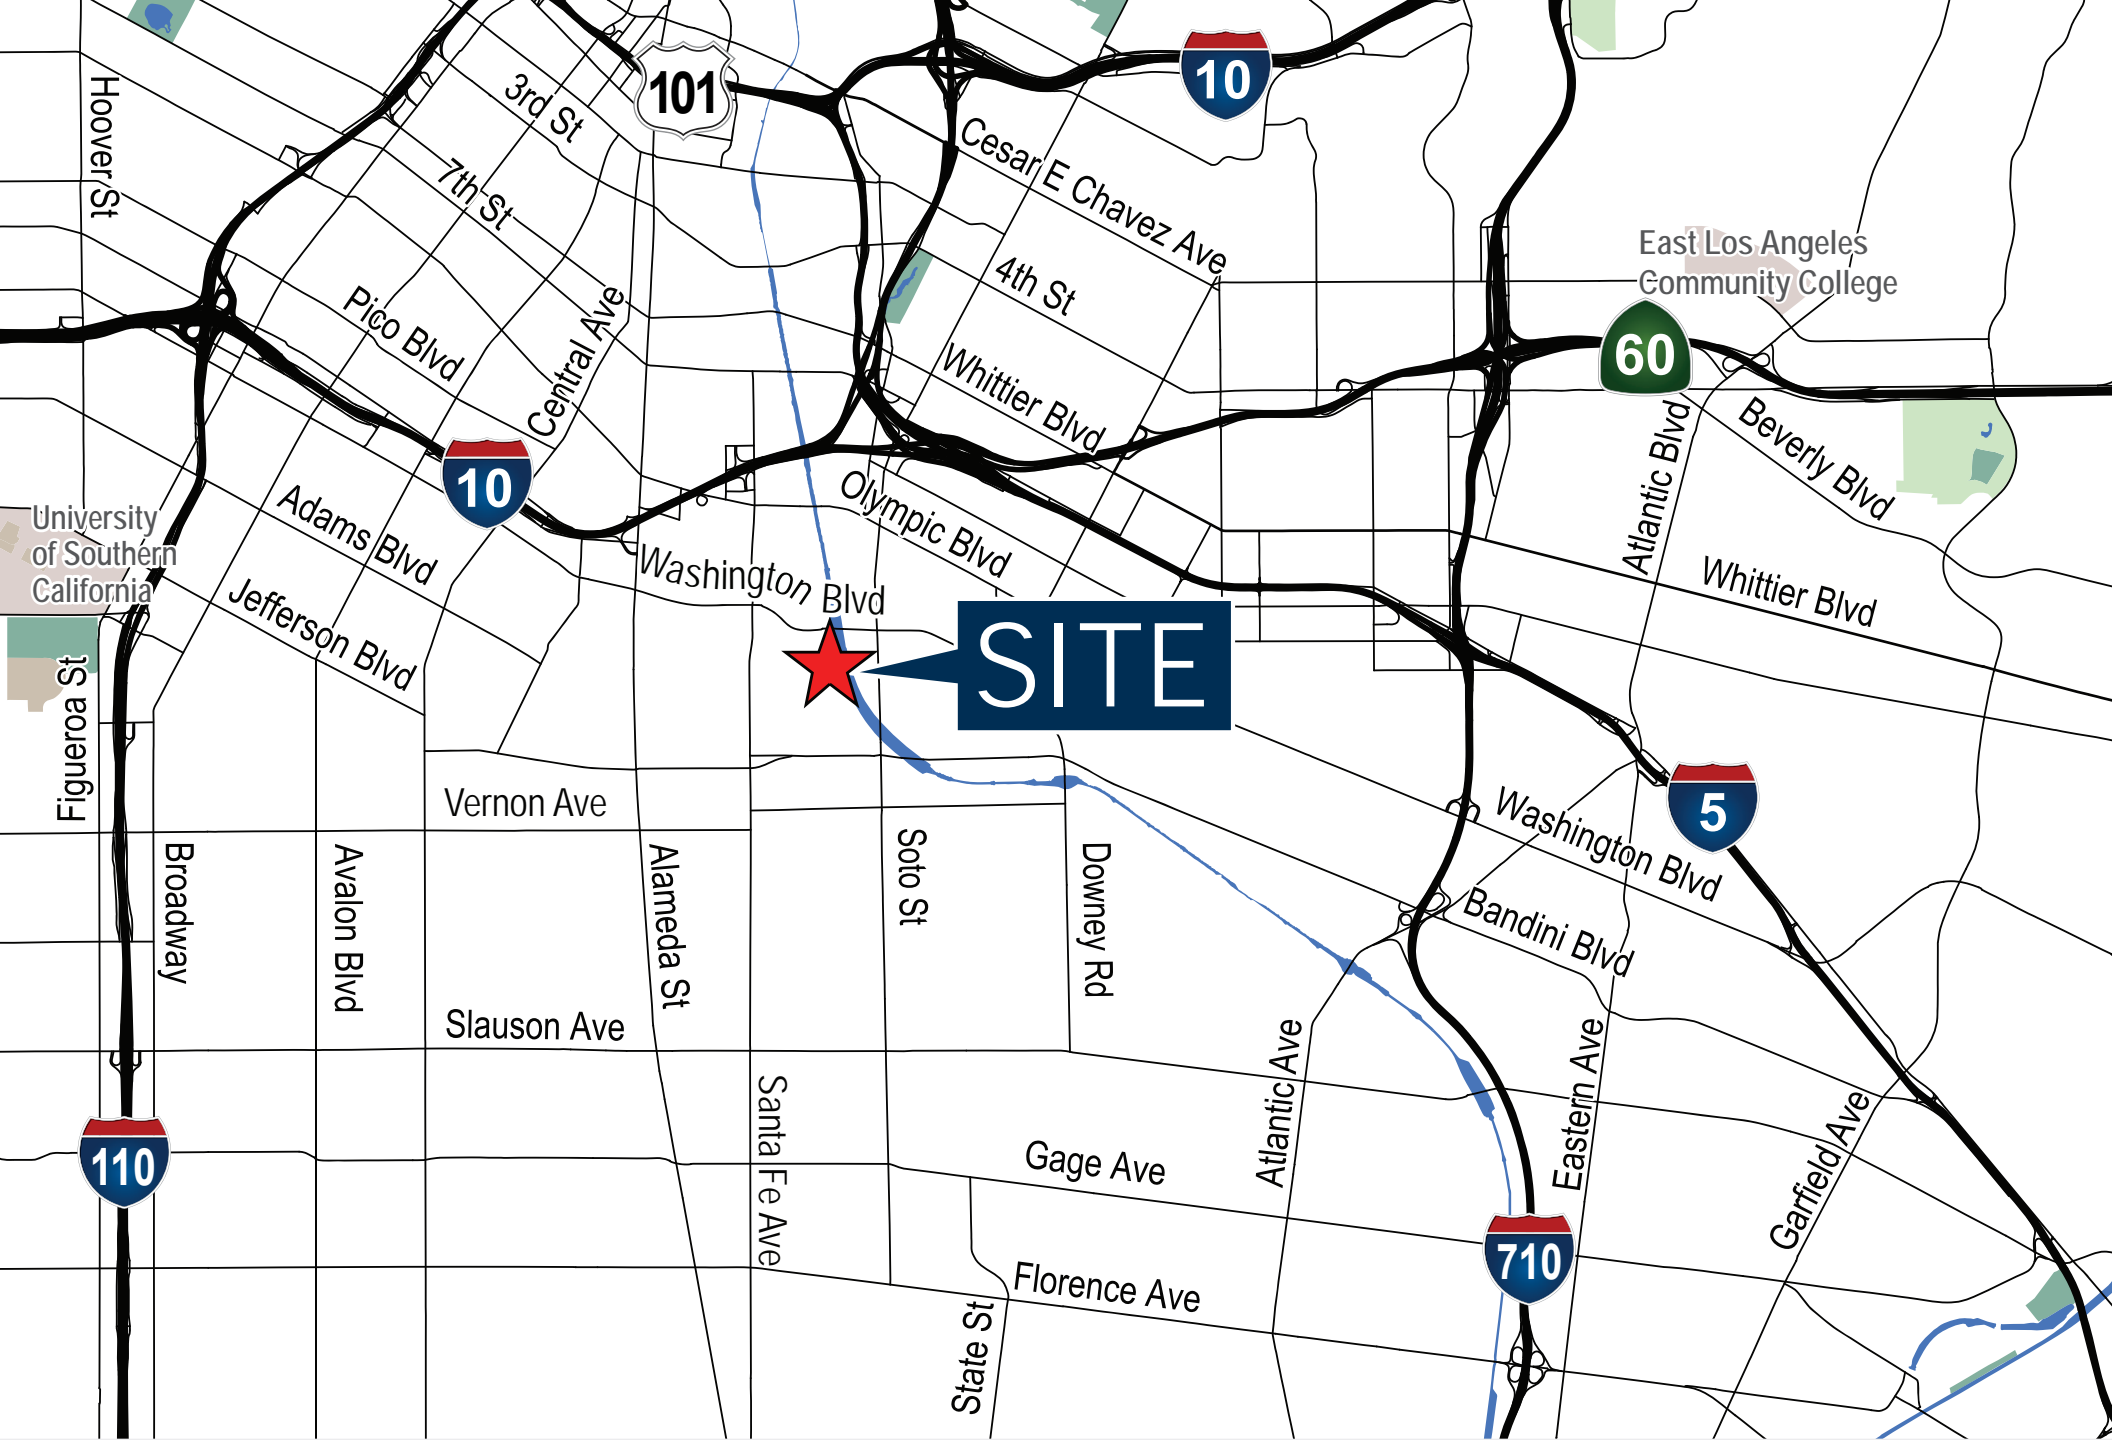 101
10
Hoover St
3rd St
Cesar E Chavez Ave
7th St
East Los Angeles
Community College
4th St
Pico Blvd
Central Ave
60
Whittier Blvd
Atlantic Blvd
Beverly Blvd
10
Adams Blvd
Olympic Blvd
University
of Southern
California
Washington Blvd
Whittier Blvd
Jefferson Blvd
SITE
Figueroa St
Vernon Ave
5
Washington Blvd
Broadway
Avalon Blvd
Alameda St
Soto St
Downey Rd
Bandini Blvd
Slauson Ave
Atlantic Ave
Eastern Ave
Santa Fe Ave
Garfield Ave
110
Gage Ave
710
Florence Ave
State St